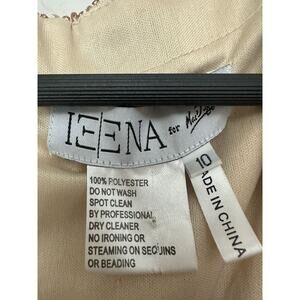 IEENA
for
100% POLYESTER
DO NOT WASH
SPOT CLEAN
BY PROFESSIONAL
DRY CLEANER
NO IRONING OR
STEAMING ON SEQUINS
OR BEADING
10
MADE IN CHINA